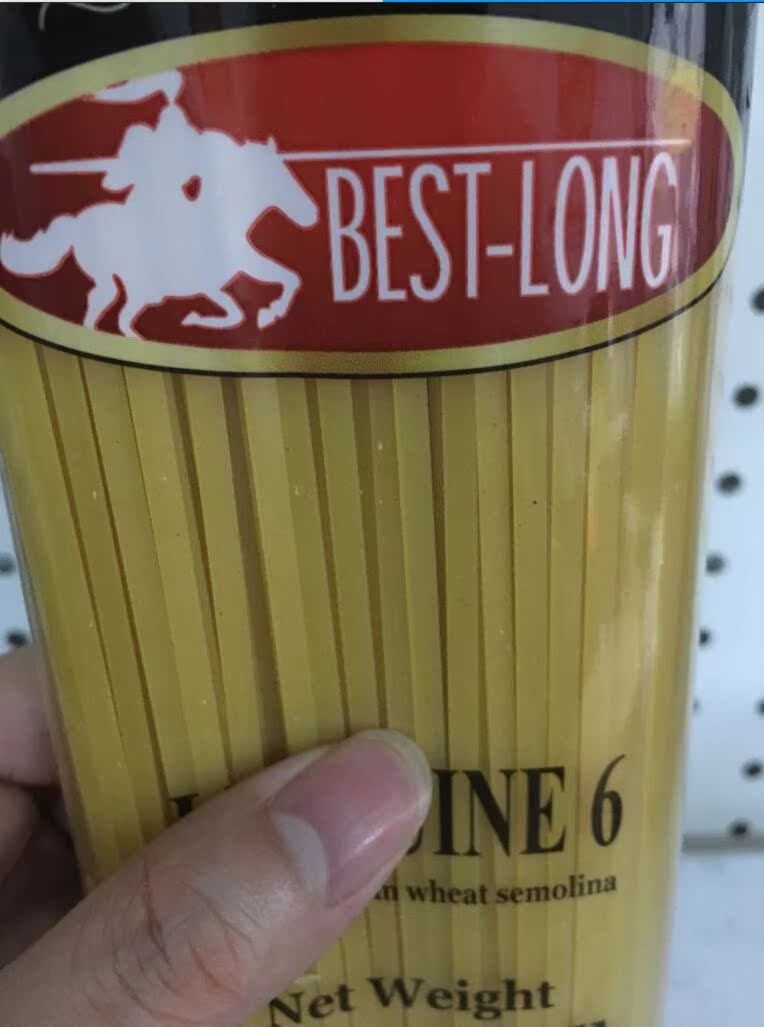 BEST-LONG
INE 6
wheat semolina
Net Weight